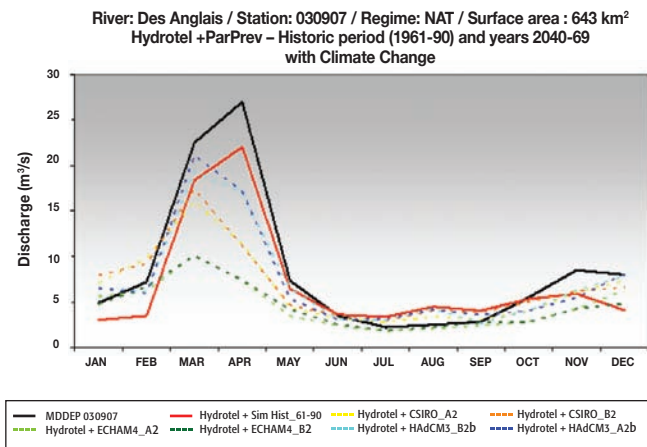 River: Des Anglais / Station: 030907 / Regime: NAT / Surface area : 643 km²
Hydrotel +ParPrev – Historic period (1961-90) and years 2040-69
with Climate Change
30
25
20
15
10
5
0
Discharge (m³/s)
JAN FEB MAR APR MAY JUN JUL AUG SEP OCT NOV DEC
MDDEP 030907 Hydrotel + Sim Hist_61-90 Hydrotel + CSIRO_A2 Hydrotel + CSIRO_B2
Hydrotel + ECHAM4_A2 Hydrotel + ECHAM4_B2 Hydrotel + HAdCM3_B2b Hydrotel + HAdCM3_A2b